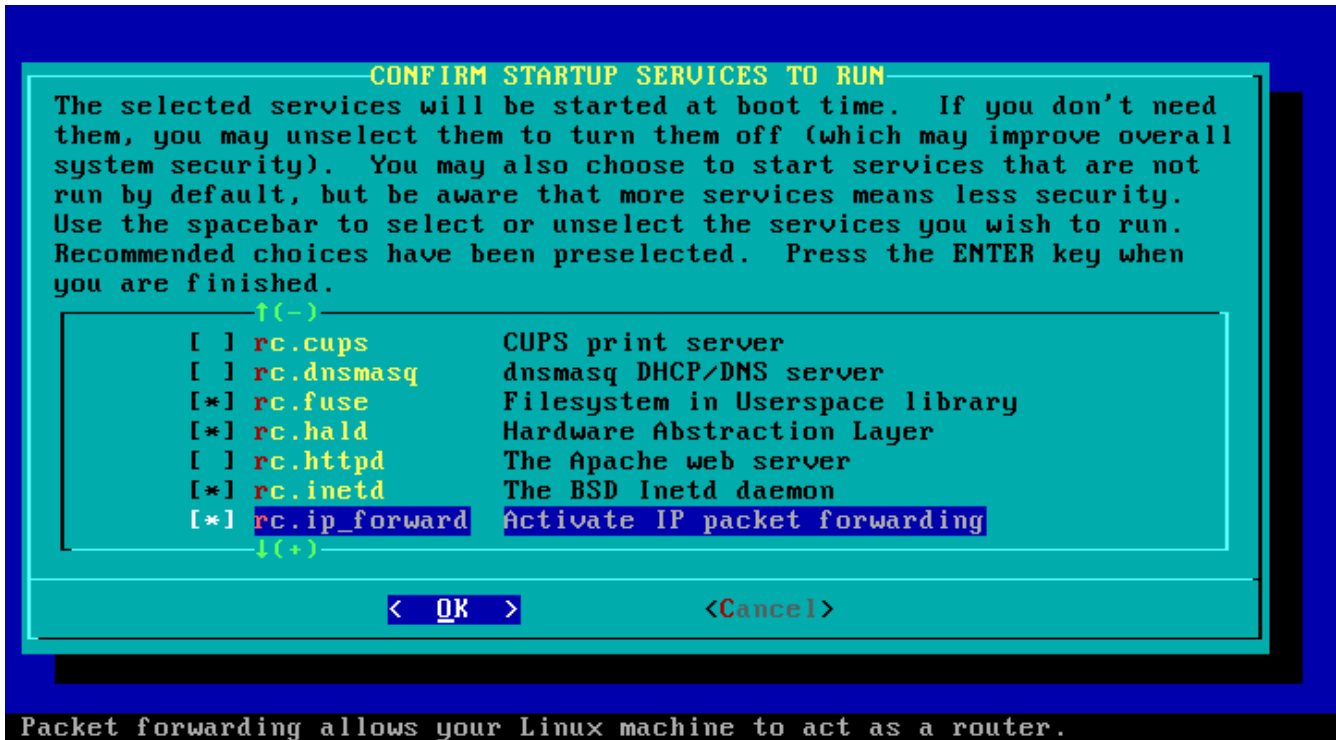 CONFIRM STARTUP SERVICES TO RUN
The selected services will be started at boot time.  If you don't need
them, you may unselect them to turn them off (which may improve overall
system security).  You may also choose to start services that are not
run by default, but be aware that more services means less security.
Use the spacebar to select or unselect the services you wish to run.
Recommended choices have been preselected.  Press the ENTER key when
you are finished.
↑(-)
[ ] rc.cups CUPS print server
[ ] rc.dnsmasq dnsmasq DHCP/DNS server
[*] rc.fuse Filesystem in Userspace library
[*] rc.hald Hardware Abstraction Layer
[ ] rc.httpd The Apache web server
[*] rc.inetd The BSD Inetd daemon
[*] rc.ip_forward Activate IP packet forwarding
↓(+)
< OK > <Cancel>
Packet forwarding allows your Linux machine to act as a router.